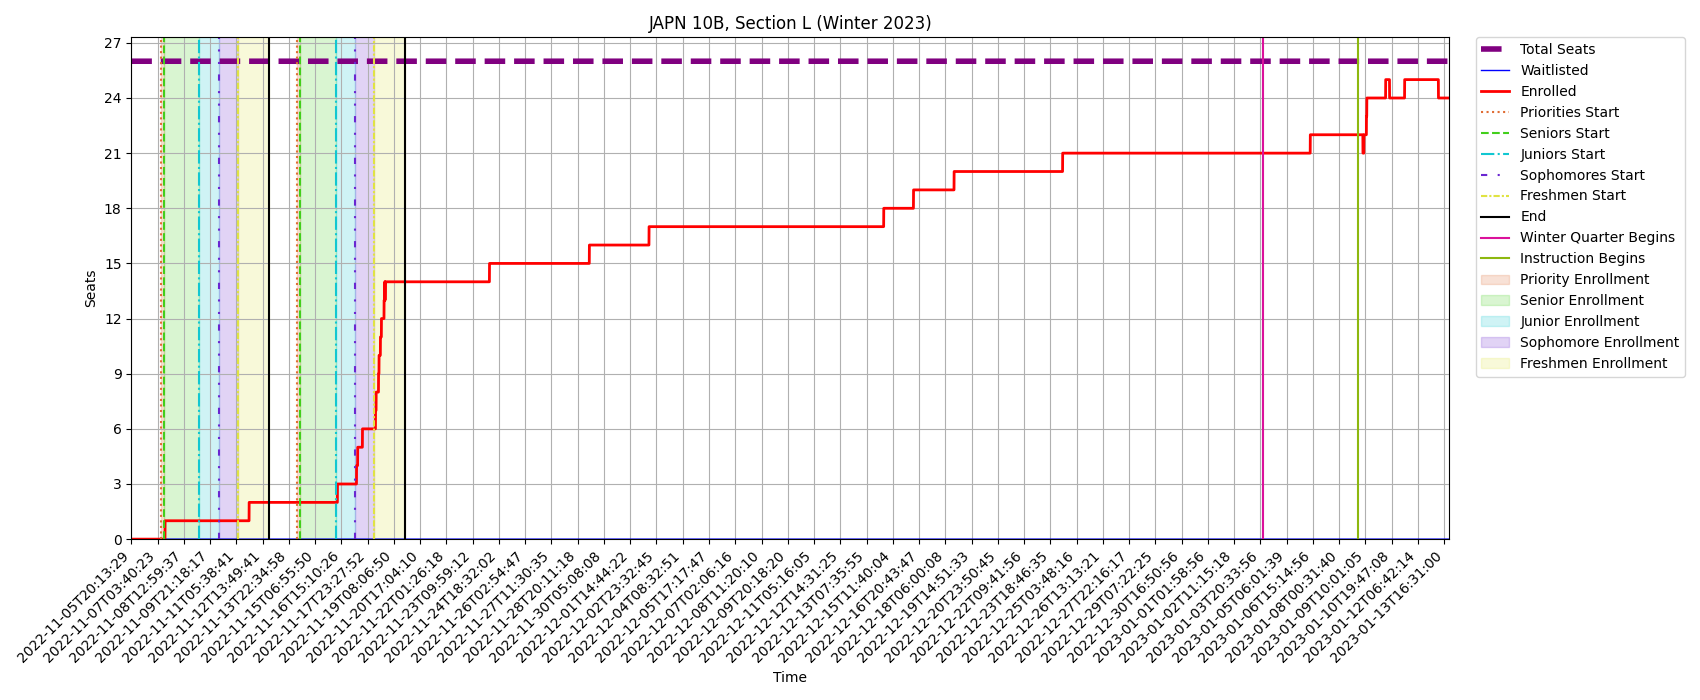 JAPN 10B, Section L (Winter 2023)
27
24
21
18
15
12
9
6
3
0
Seats
2022-11-05T20:13:29
2022-11-07T03:40:23
2022-11-08T12:59:37
2022-11-09T21:18:17
2022-11-11T05:38:41
2022-11-12T13:49:41
2022-11-13T22:34:58
2022-11-15T06:55:50
2022-11-16T15:10:26
2022-11-17T23:27:52
2022-11-19T08:06:50
2022-11-20T17:04:10
2022-11-22T01:26:18
2022-11-23T09:59:12
2022-11-24T18:32:02
2022-11-26T02:54:47
2022-11-27T11:30:35
2022-11-28T20:11:18
2022-11-30T05:08:08
2022-12-01T14:44:22
2022-12-02T23:32:45
2022-12-04T08:32:51
2022-12-05T17:17:47
2022-12-07T02:06:16
2022-12-08T11:20:10
2022-12-09T20:18:20
2022-12-11T05:16:05
2022-12-12T14:31:25
2022-12-13T07:35:55
2022-12-15T11:40:04
2022-12-16T20:43:47
2022-12-18T06:00:08
2022-12-19T14:51:33
2022-12-20T23:50:45
2022-12-22T09:41:56
2022-12-23T18:46:35
2022-12-25T03:48:16
2022-12-26T13:13:21
2022-12-27T22:16:17
2022-12-29T07:22:25
2022-12-30T16:50:56
2023-01-01T01:58:56
2023-01-02T11:15:18
2023-01-03T20:33:56
2023-01-05T06:01:39
2023-01-06T15:14:56
2023-01-08T00:31:40
2023-01-09T10:01:05
2023-01-10T19:47:08
2023-01-12T06:42:14
2023-01-13T16:31:00
Time
Total Seats
Waitlisted
Enrolled
Priorities Start
Seniors Start
Juniors Start
Sophomores Start
Freshmen Start
End
Winter Quarter Begins
Instruction Begins
Priority Enrollment
Senior Enrollment
Junior Enrollment
Sophomore Enrollment
Freshmen Enrollment